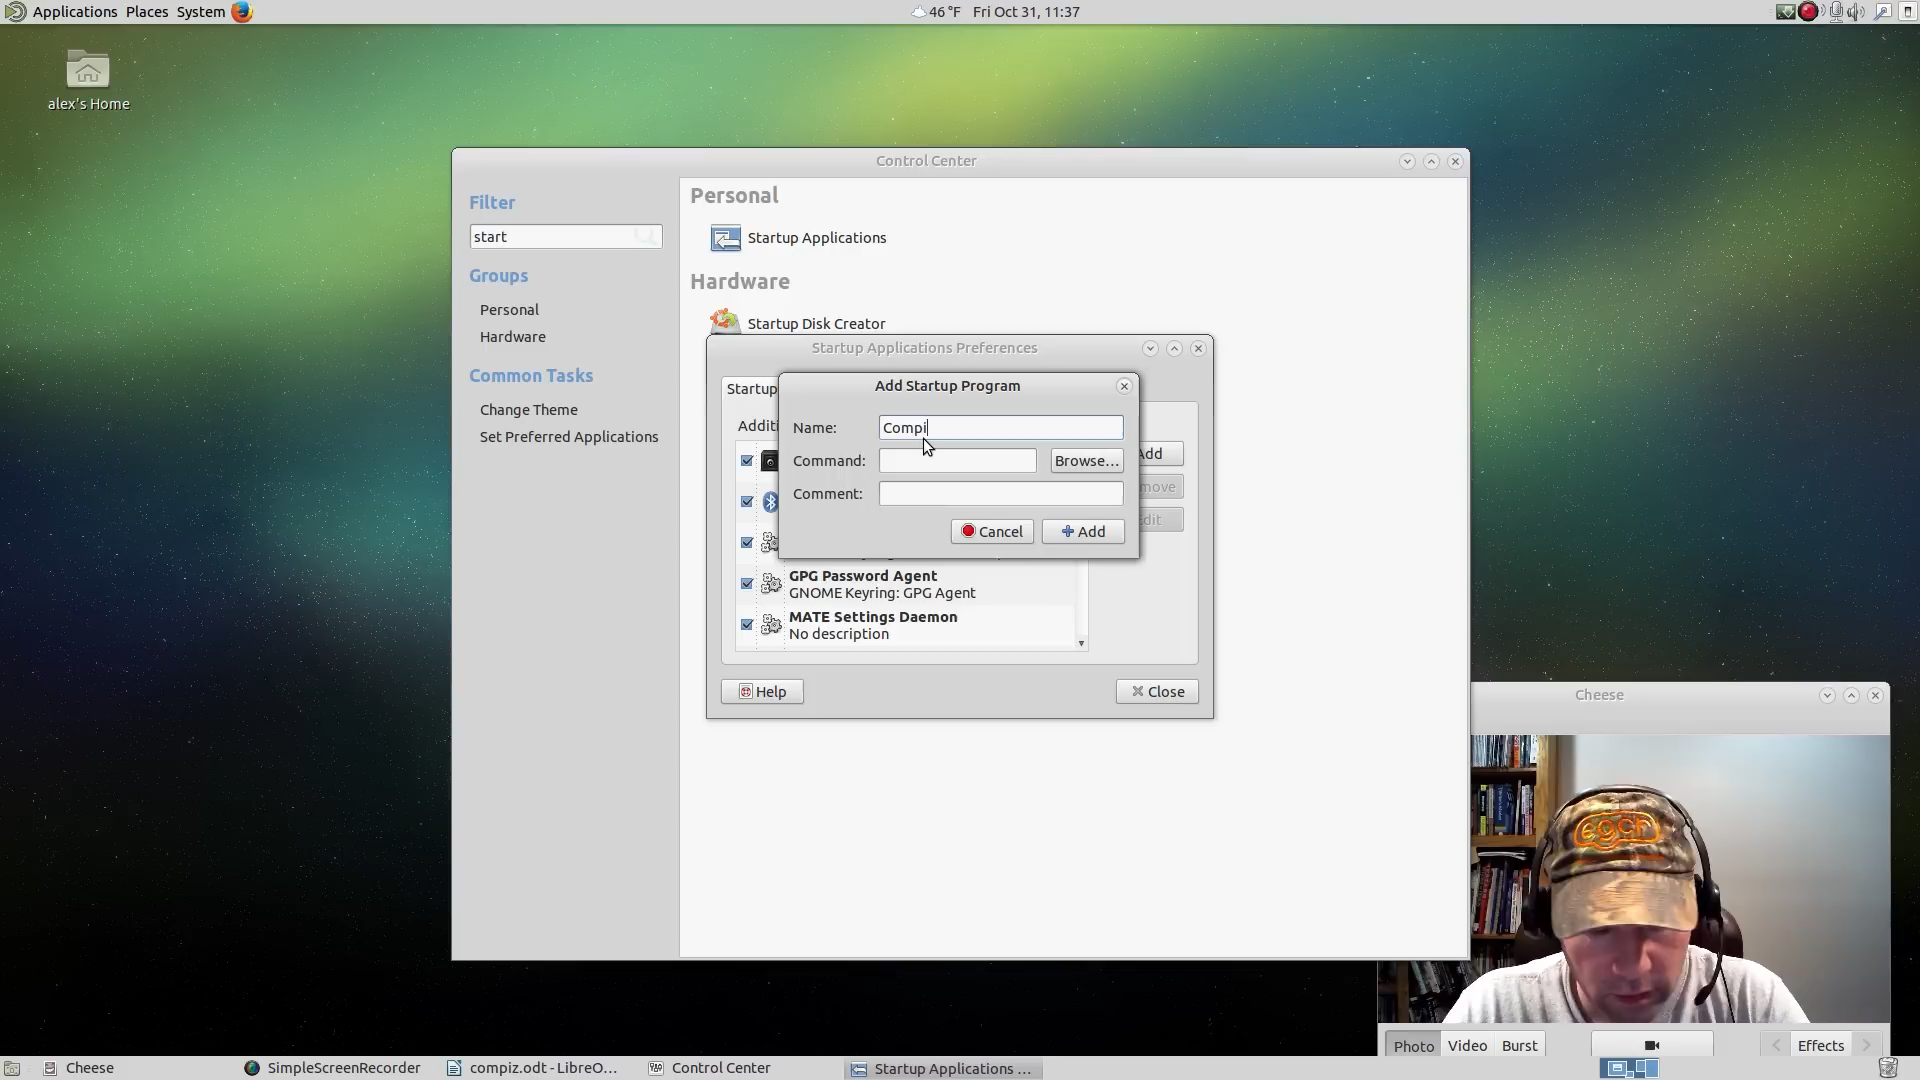 Applications Places System 46 °F Fri Oct 31, 11:37
alex's Home
Control Center
Filter
start
Groups
Personal
Hardware
Common Tasks
Change Theme
Set Preferred Applications
Personal
Startup Applications
Hardware
Startup Disk Creator
Startup Applications Preferences
Startup
Additi
Add Startup Program
Name: Compi
Command: Browse...
Comment:
Cancel Add
Add
move
dit
GPG Password Agent
GNOME Keyring: GPG Agent
MATE Settings Daemon
No description
Help Close
Cheese
egcr
Photo Video Burst Effects
Cheese SimpleScreenRecorder compiz.odt - LibreO... Control Center Startup Applications ...